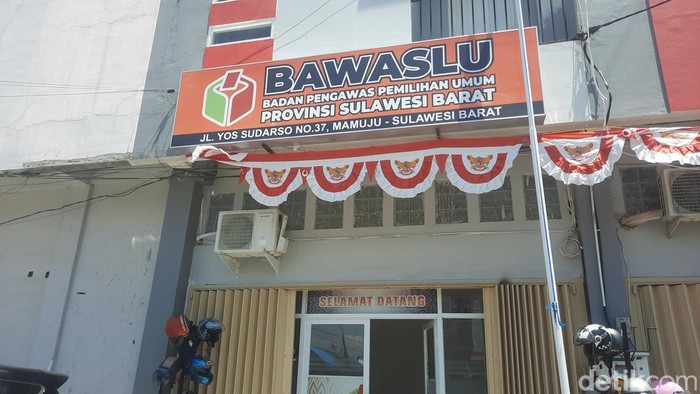 BAWASLU
BADAN PENGAWAS PEMILIHAN UMUM
PROVINSI SULAWESI BARAT
JL. YOS SUDARSO NO.37, MAMUJU - SULAWESI BARAT
SELAMAT DATANG
detikcom